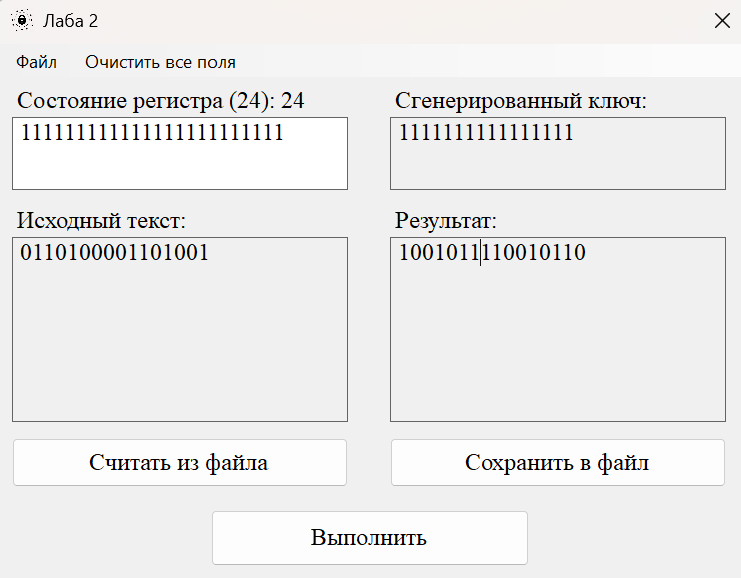 Лаба 2
Файл Очистить все поля
Состояние регистра (24): 24
111111111111111111111111
Сгенерированный ключ:
1111111111111111
Исходный текст:
0110100001101001
Результат:
1001011110010110
Считать из файла
Сохранить в файл
Выполнить